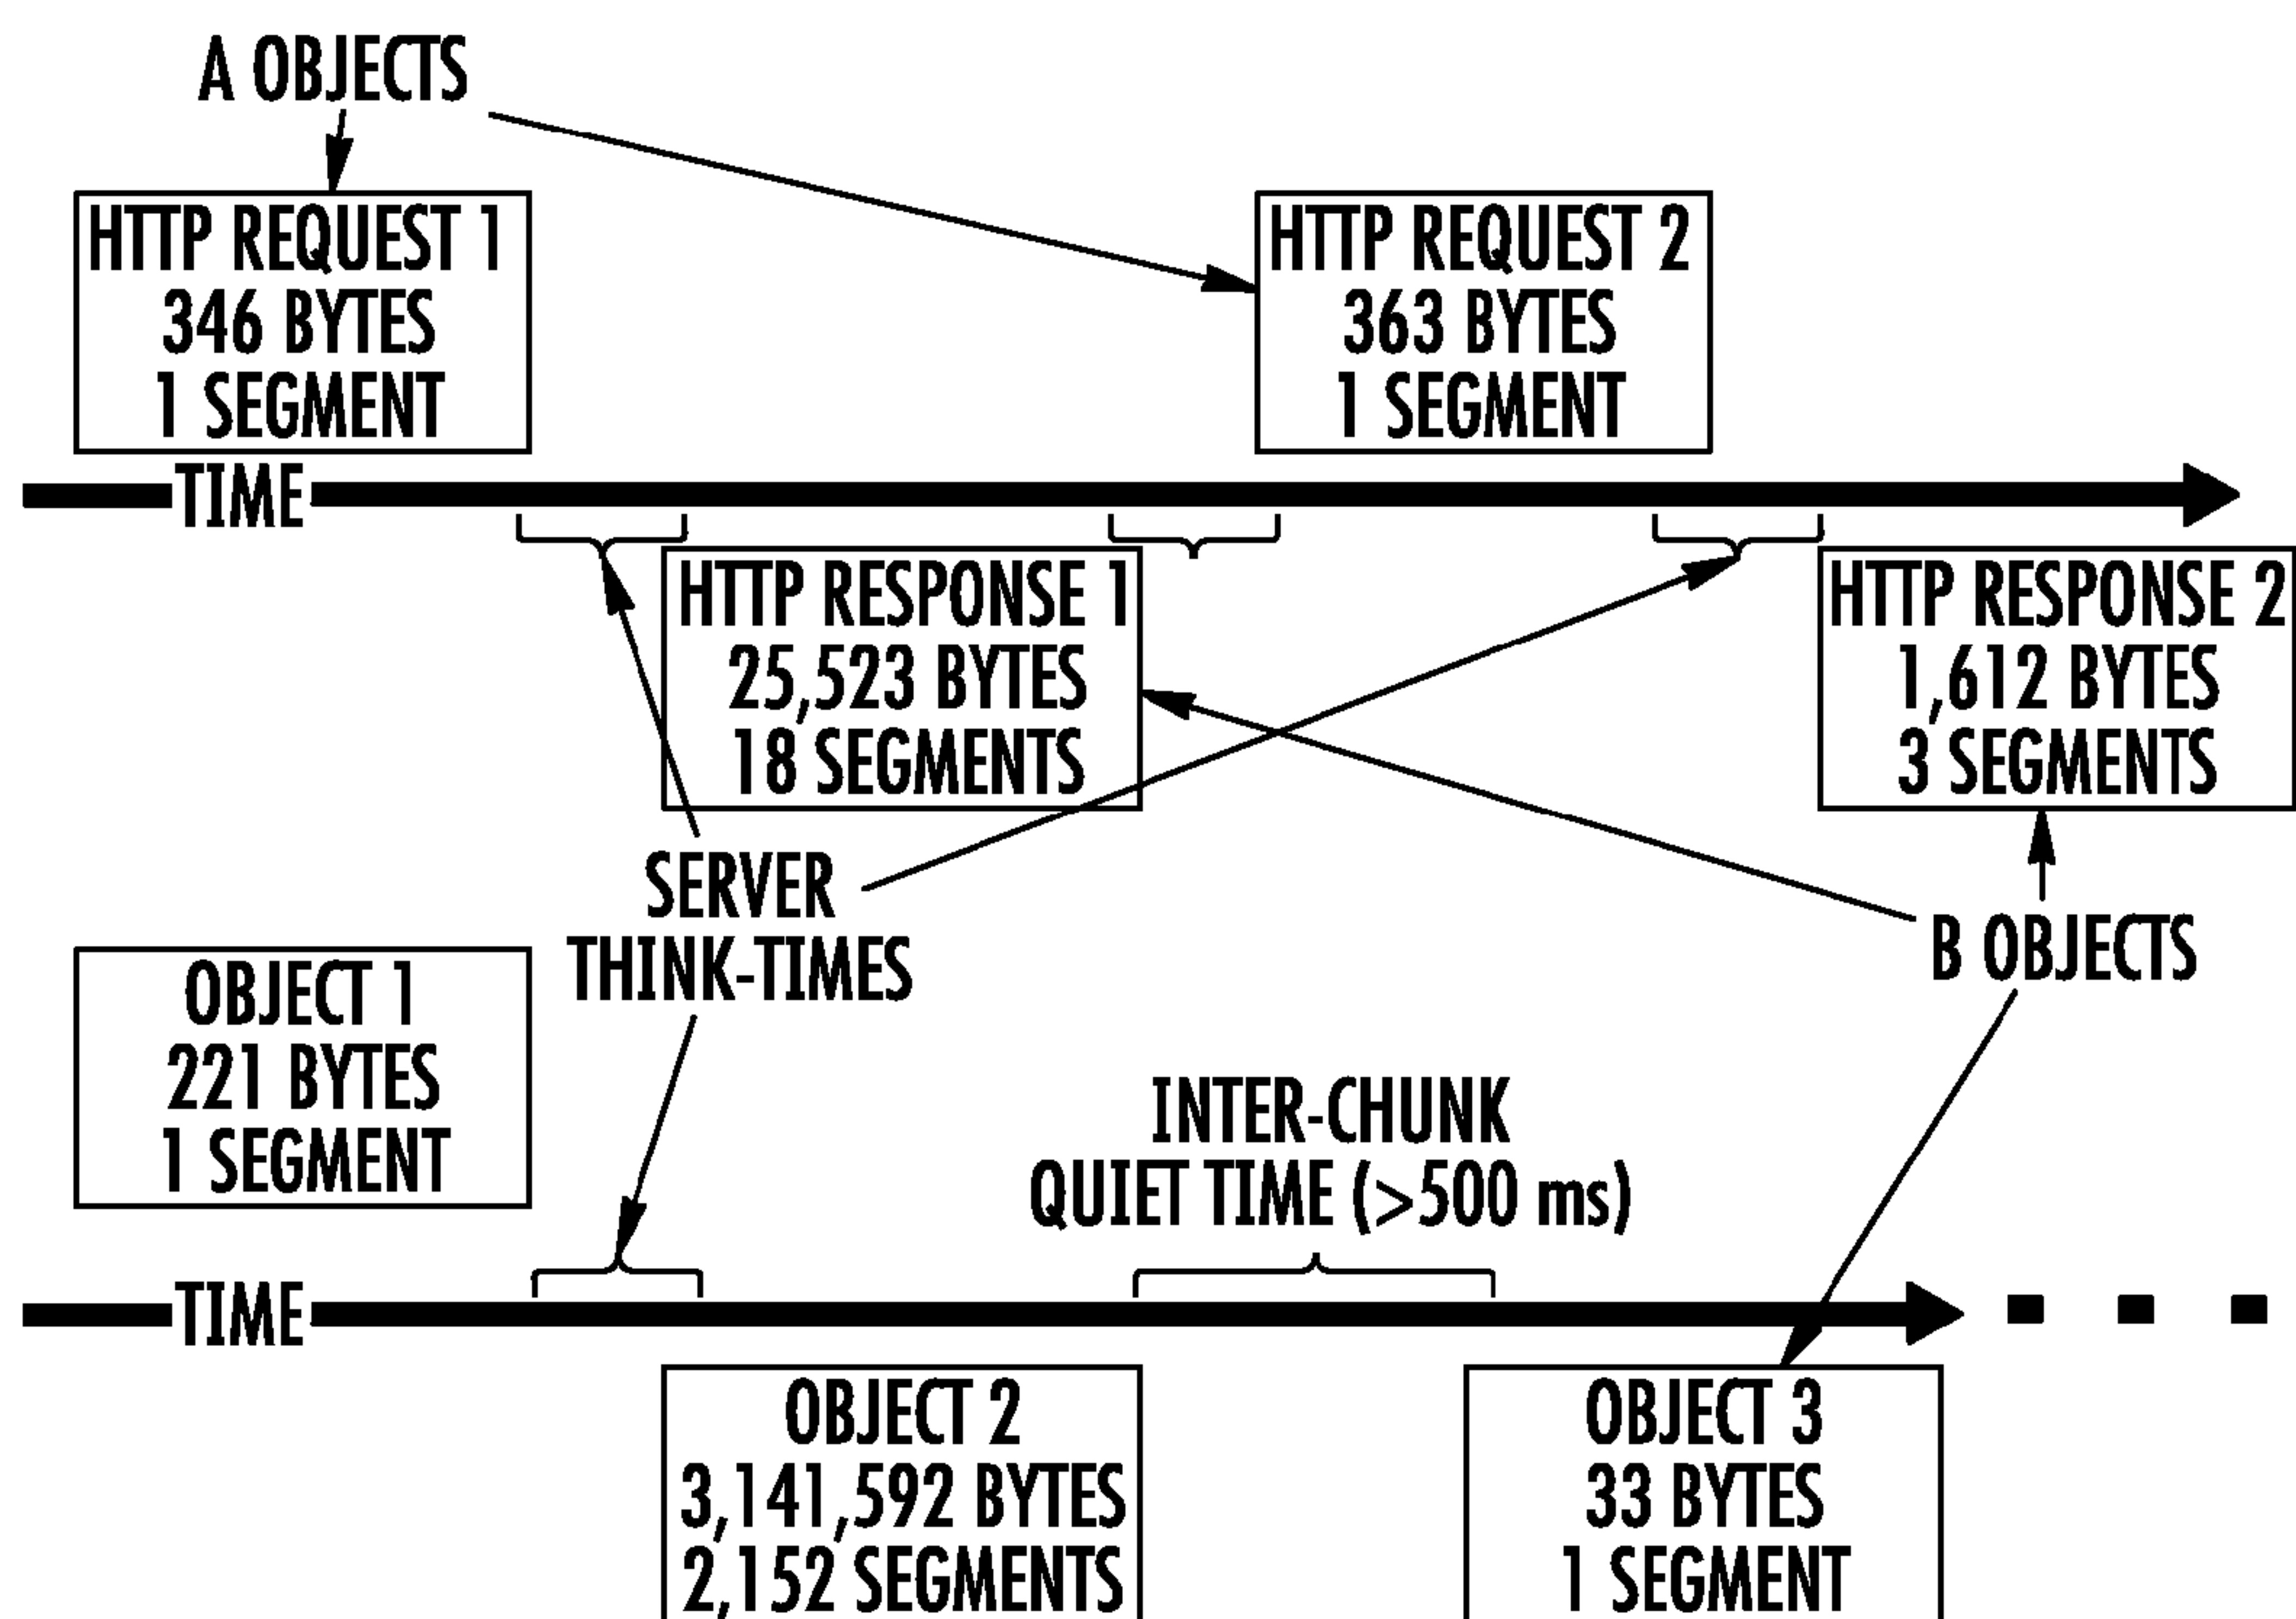 A OBJECTS
HTTP REQUEST 1
346 BYTES
1 SEGMENT
HTTP REQUEST 2
363 BYTES
1 SEGMENT
TIME
HTTP RESPONSE 1
25,523 BYTES
18 SEGMENTS
HTTP RESPONSE 2
1,612 BYTES
3 SEGMENTS
SERVER
THINK-TIMES
B OBJECTS
OBJECT 1
221 BYTES
1 SEGMENT
INTER-CHUNK
QUIET TIME (>500 ms)
TIME
OBJECT 2
3,141,592 BYTES
2,152 SEGMENTS
OBJECT 3
33 BYTES
1 SEGMENT